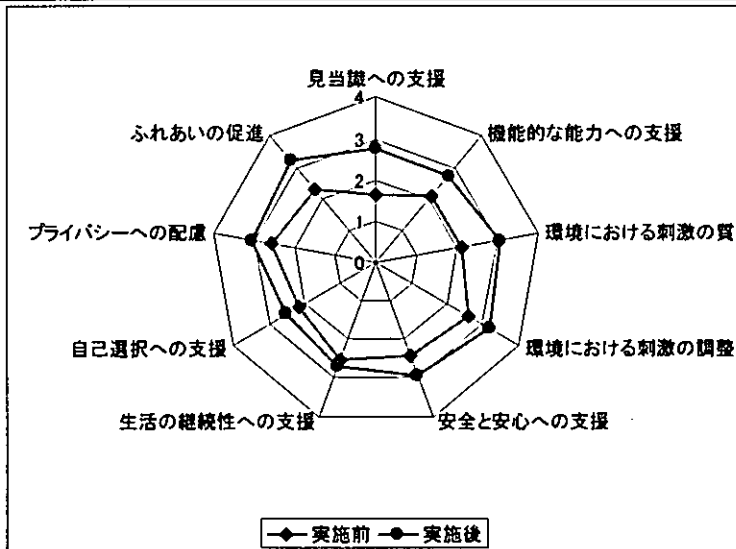 見当識への支援
4
ふれあいの促進
機能的な能力への支援
3
2
プライバシーへの配慮
環境における刺激の質
1
0
自己選択への支援
環境における刺激の調整
生活の継続性への支援
安全と安心への支援
実施前 実施後